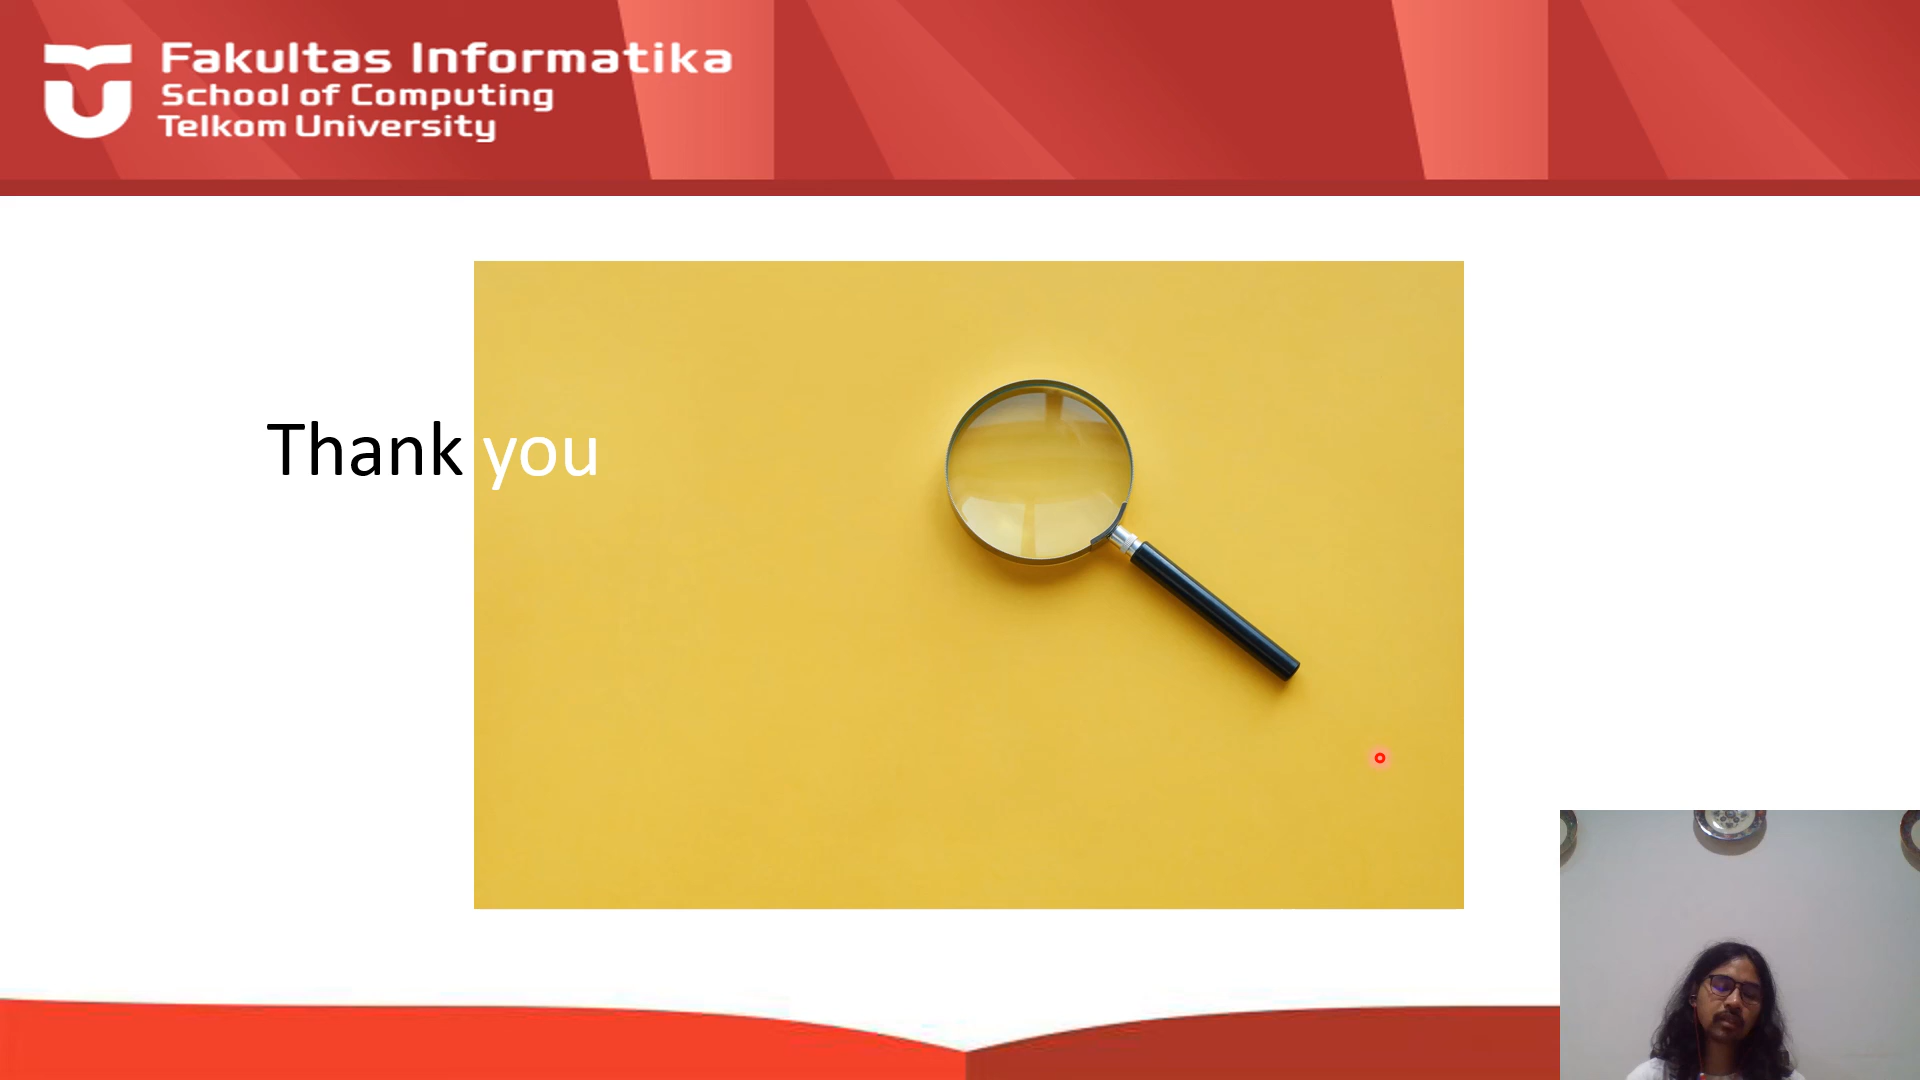 Fakultas Informatika
School of Computing
Telkom University
Thank you